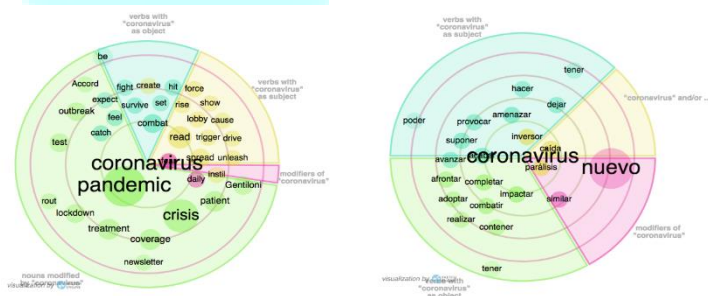 verbs with
"coronavirus"
as object
be
Accord
fight create hit force
expect
survive set rise show
outbreak
feel
combat
lobby cause
catch
test
read trigger drive
verbs with
"coronavirus"
as subject
spread unleash
coronavirus
daily instil
modifiers of
"coronavirus"
pandemic
Gentiloni
patient
rout
crisis
lockdown
treatment
coverage
newsletter
nouns modified
by "coronavirus"
visualization by
verbs with
"coronavirus"
as subject
tener
hacer
"coronavirus" and/or ..
dejar
poder
provocar amenazar
inversor
suponer
caída
avanzar
coronavirus
nuevo
parálisis
afrontar
completar
impactar
similar
adoptar
combatir
realizar
contener
modifiers of
"coronavirus"
tener
verbs with
"coronavirus"
as object
visualization by